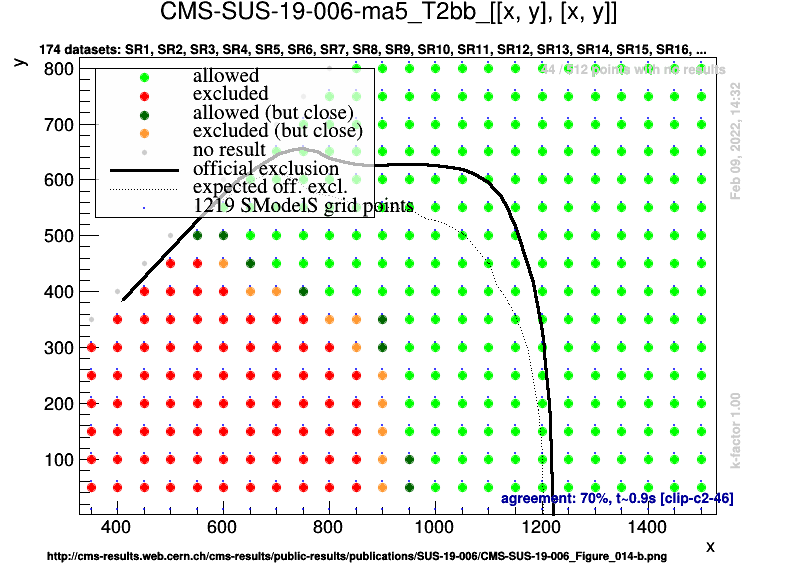 CMS-SUS-19-006-ma5_T2bb_[[x, y], [x, y]]
174 datasets: SR1, SR2, SR3, SR4, SR5, SR6, SR7, SR8, SR9, SR10, SR11, SR12, SR13, SR14, SR15, SR16, ...
y
44 / 512 points with no results
allowed
excluded
allowed (but close)
excluded (but close)
no result
official exclusion
expected off. excl.
1219 SModelS grid points
800
700
600
500
400
300
200
100
Feb 09, 2022, 14:32
k-factor 1.00
agreement: 70%, t~0.9s [clip-c2-46]
400 600 800 1000 1200 1400
x
http://cms-results.web.cern.ch/cms-results/public-results/publications/SUS-19-006/CMS-SUS-19-006_Figure_014-b.png